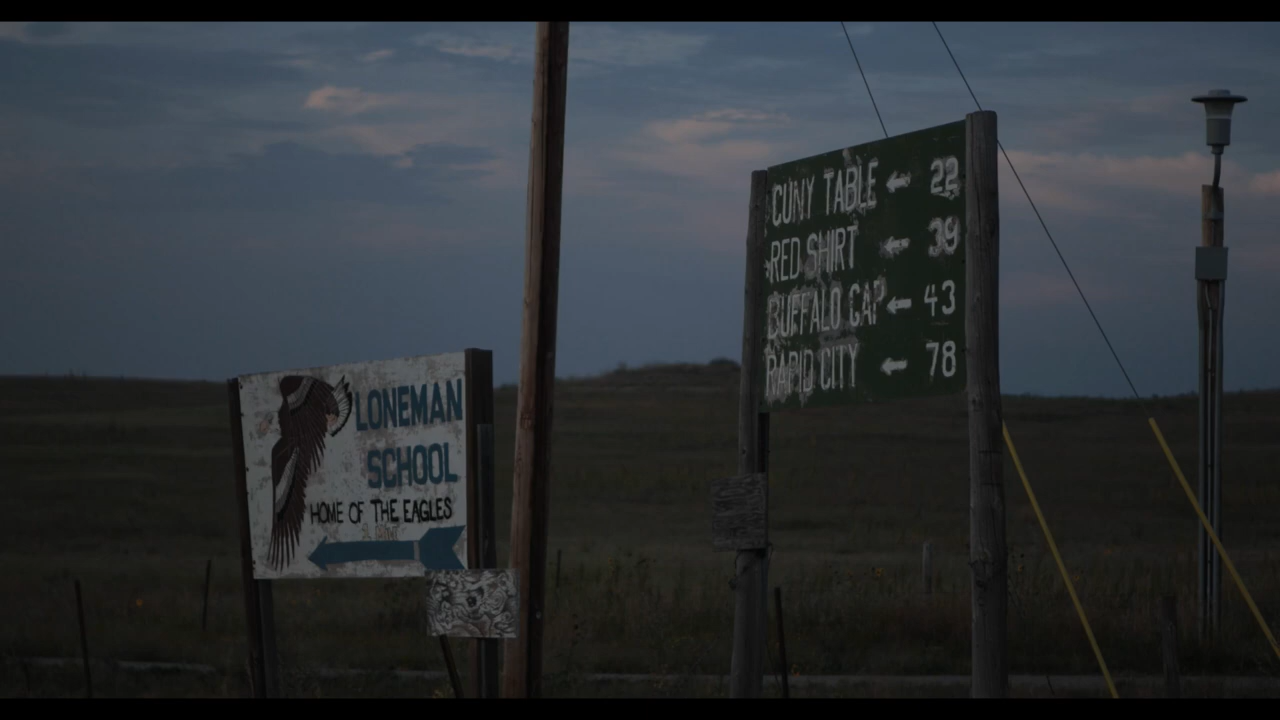 LONEMAN
SCHOOL
HOME OF THE EAGLES
CUNY TABLE ← 22
RED SHIRT ← 39
BUFFALO GAP ← 43
RAPID CITY ← 78